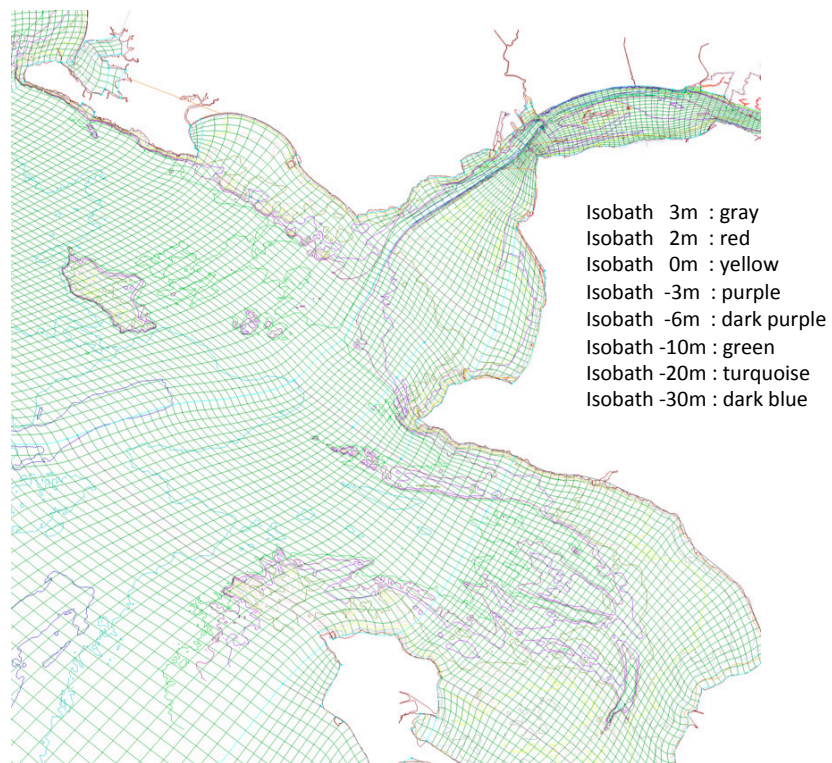 Isobath 3m : gray
Isobath 2m : red
Isobath 0m : yellow
Isobath -3m : purple
Isobath -6m : dark purple
Isobath -10m : green
Isobath -20m : turquoise
Isobath -30m : dark blue